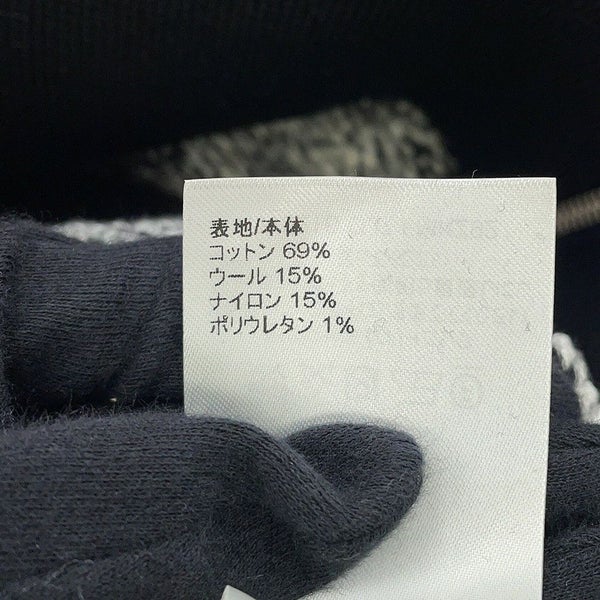 表地/本体
コットン 69%
ウール 15%
ナイロン 15%
ポリウレタン 1%